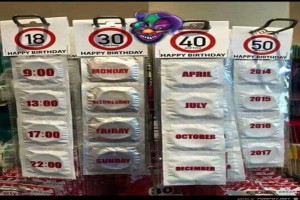 18
HAPPY BIRTHDAY
9:00
13:00
17:00
22:00
30
HAPPY BIRTHDAY
MONDAY
WEDNESDAY
FRIDAY
SUNDAY
40
HAPPY BIRTHDAY
APRIL
JULY
OCTOBER
DECEMBER
50
HAPPY BIRTHDAY
2014
2015
2016
2017